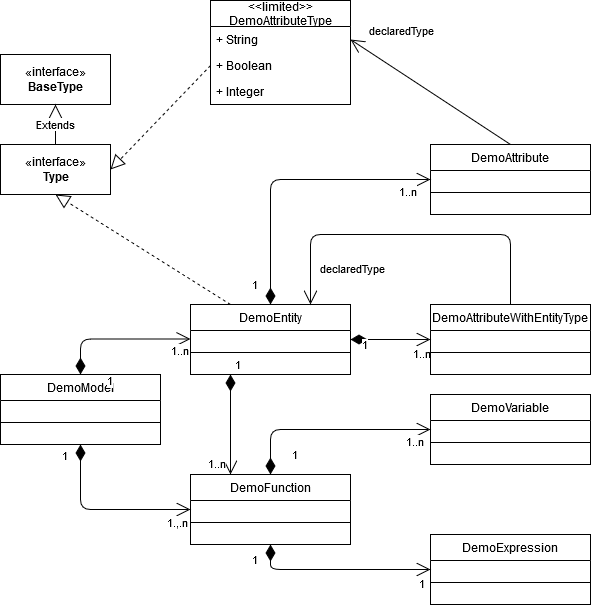 <<limited>>
DemoAttributeType
+ String
+ Boolean
+ Integer
declaredType
«interface»
BaseType
Extends
«interface»
Type
DemoAttribute
1..n
1
declaredType
DemoEntity
DemoAttributeWithEntityType
1
1..n
1..n
1
1
DemoModel
DemoVariable
1
1
1..n
1..n
DemoFunction
1.,.n
DemoExpression
1
1